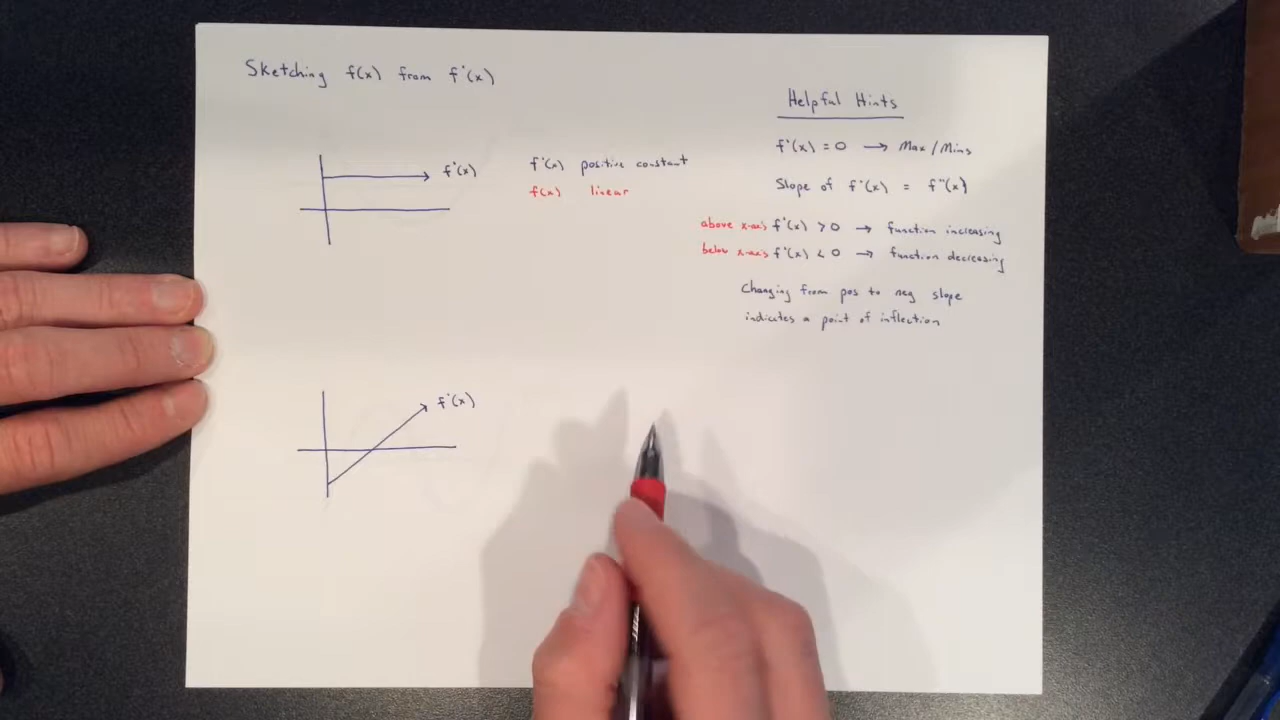 Sketching f(x) from f'(x)
f'(x)
f'(x) positive constant
f(x) linear
Helpful Hints
f'(x) = 0 → Max/Mins
Slope of f'(x) = f"(x)
above x-axis f'(x) > 0 → function increasing
below x-axis f'(x) < 0 → function decreasing
Changing from pos to neg slope
indicates a point of inflection
f'(x)